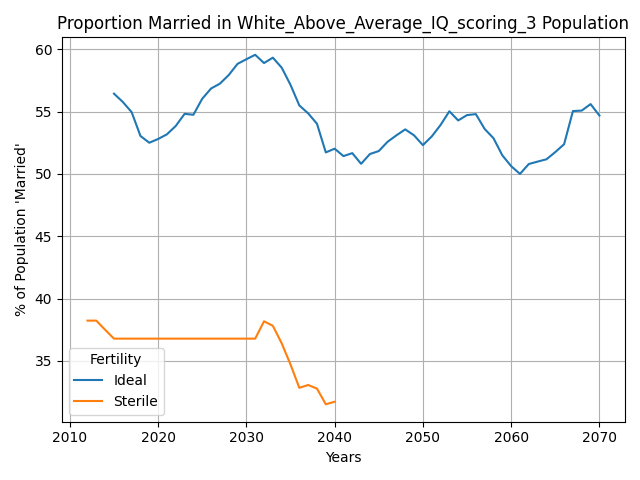 Proportion Married in White_Above_Average_IQ_scoring_3 Population
% of Population 'Married'
60
55
50
45
40
35
Fertility
Ideal
Sterile
2010 2020 2030 2040 2050 2060 2070
Years